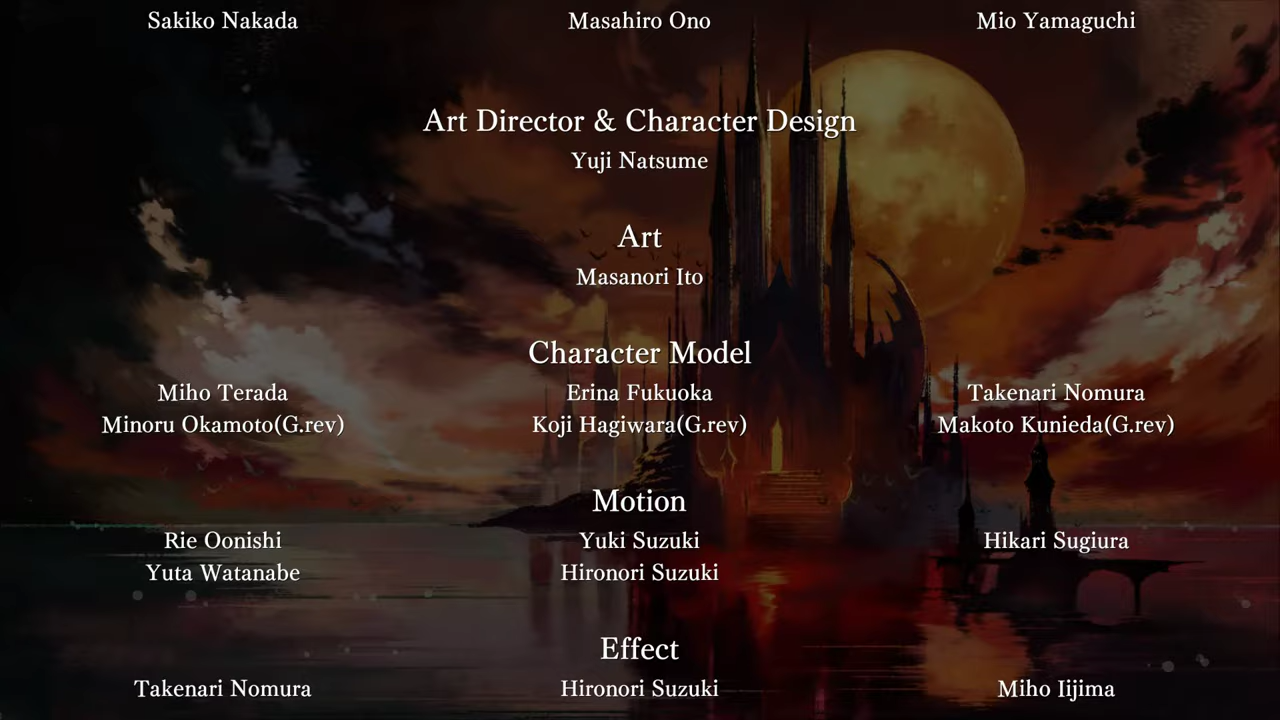 Sakiko Nakada Masahiro Ono Mio Yamaguchi
Art Director & Character Design
Yuji Natsume
Art
Masanori Ito
Character Model
Miho Terada Erina Fukuoka Takenari Nomura
Minoru Okamoto(G.rev) Koji Hagiwara(G.rev) Makoto Kunieda(G.rev)
Motion
Rie Oonishi Yuki Suzuki Hikari Sugiura
Yuta Watanabe Hironori Suzuki
Effect
Takenari Nomura Hironori Suzuki Miho Iijima